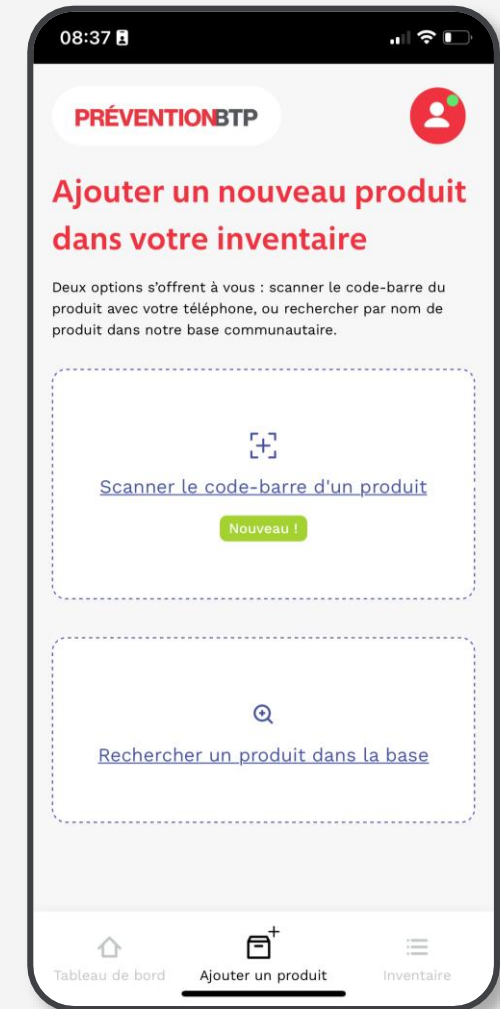 08:37
PRÉVENTIONBTP
Ajouter un nouveau produit
dans votre inventaire
Deux options s’offrent à vous : scanner le code-barre du
produit avec votre téléphone, ou rechercher par nom de
produit dans notre base communautaire.
Scanner le code-barre d'un produit
Nouveau !
Rechercher un produit dans la base
Tableau de bord
Ajouter un produit
Inventaire